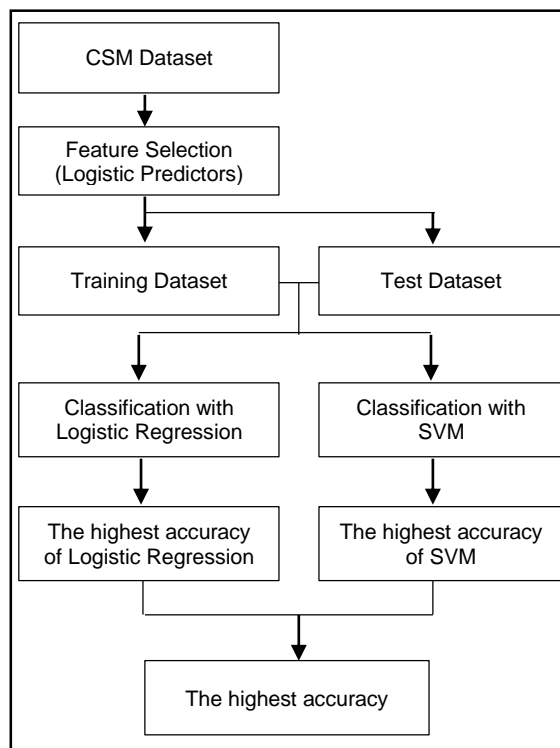 CSM Dataset
Feature Selection
(Logistic Predictors)
Training Dataset
Test Dataset
Classification with
Logistic Regression
Classification with
SVM
The highest accuracy
of Logistic Regression
The highest accuracy
of SVM
The highest accuracy